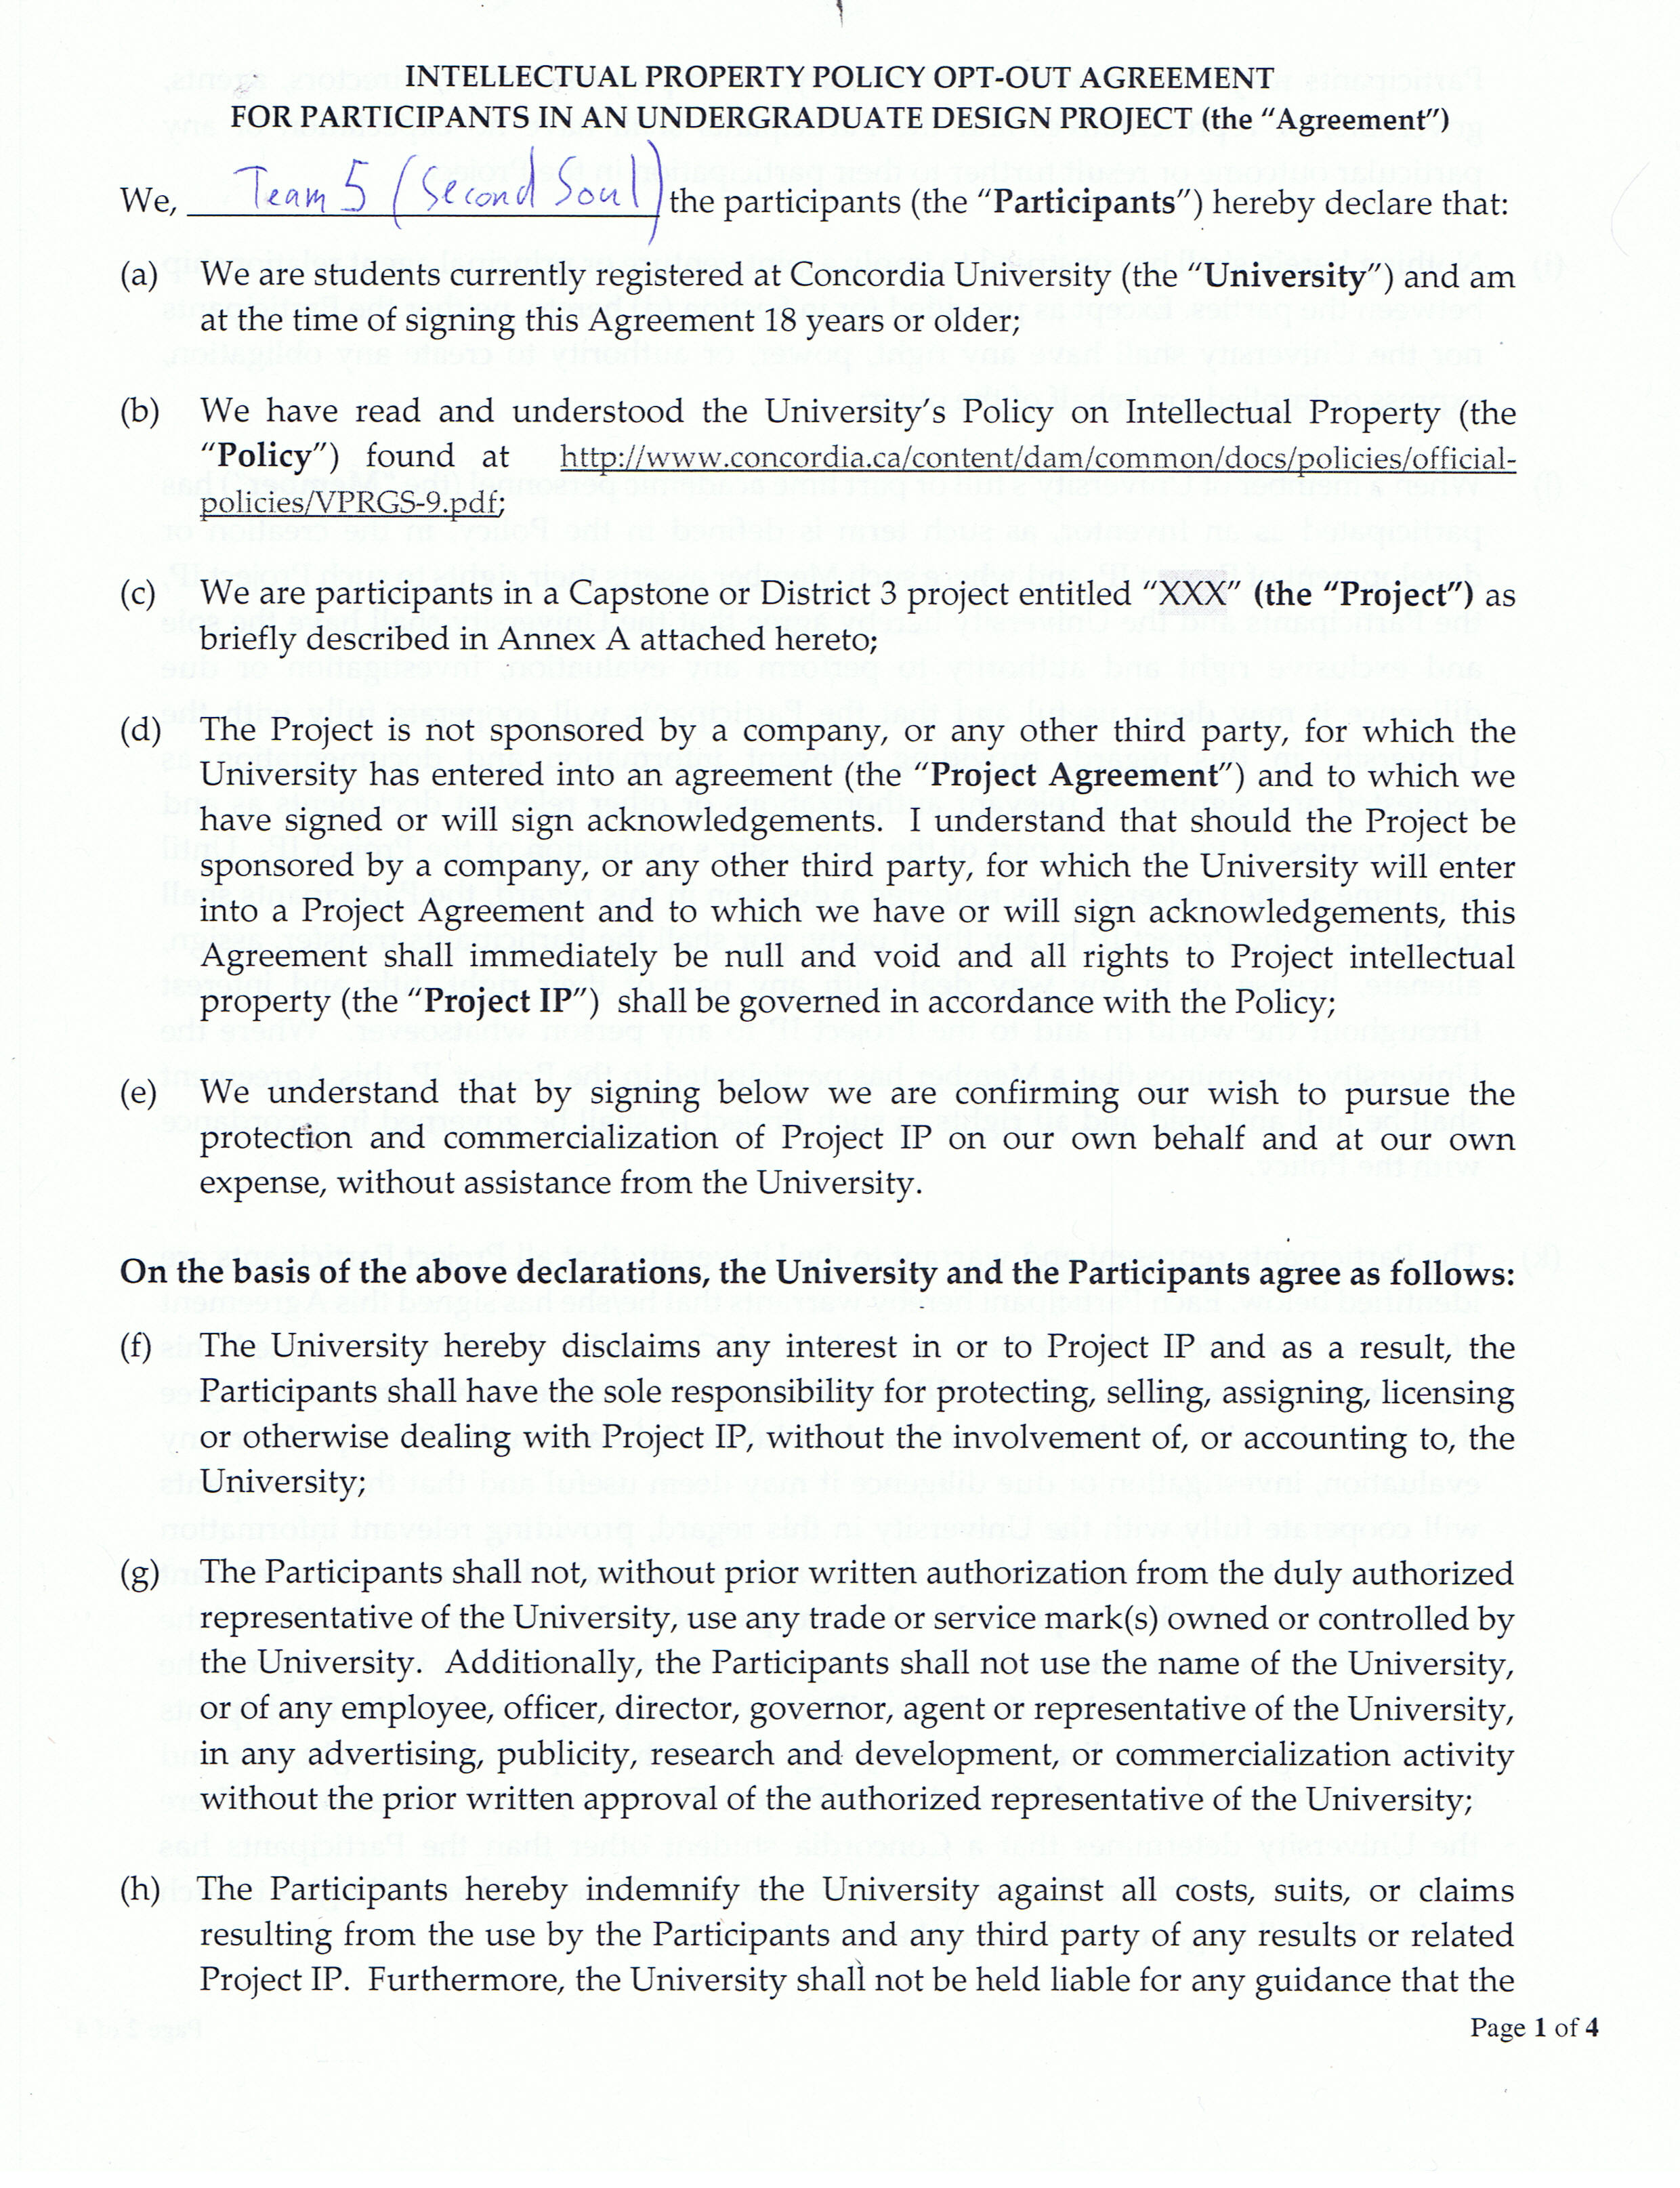 INTELLECTUAL PROPERTY POLICY OPT-OUT AGREEMENT
FOR PARTICIPANTS IN AN UNDERGRADUATE DESIGN PROJECT (the “Agreement”)
We, Team 5 (Second Soul) the participants (the “Participants”) hereby declare that:
(a) We are students currently registered at Concordia University (the “University”) and am
at the time of signing this Agreement 18 years or older;
(b) We have read and understood the University’s Policy on Intellectual Property (the
“Policy”) found at http://www.concordia.ca/content/dam/common/docs/policies/official-
policies/VPRGS-9.pdf;
(c) We are participants in a Capstone or District 3 project entitled “XXX” (the “Project”) as
briefly described in Annex A attached hereto;
(d) The Project is not sponsored by a company, or any other third party, for which the
University has entered into an agreement (the “Project Agreement”) and to which we
have signed or will sign acknowledgements. I understand that should the Project be
sponsored by a company, or any other third party, for which the University will enter
into a Project Agreement and to which we have or will sign acknowledgements, this
Agreement shall immediately be null and void and all rights to Project intellectual
property (the “Project IP”) shall be governed in accordance with the Policy;
(e) We understand that by signing below we are confirming our wish to pursue the
protection and commercialization of Project IP on our own behalf and at our own
expense, without assistance from the University.
On the basis of the above declarations, the University and the Participants agree as follows:
(f) The University hereby disclaims any interest in or to Project IP and as a result, the
Participants shall have the sole responsibility for protecting, selling, assigning, licensing
or otherwise dealing with Project IP, without the involvement of, or accounting to, the
University;
(g) The Participants shall not, without prior written authorization from the duly authorized
representative of the University, use any trade or service mark(s) owned or controlled by
the University. Additionally, the Participants shall not use the name of the University,
or of any employee, officer, director, governor, agent or representative of the University,
in any advertising, publicity, research and development, or commercialization activity
without the prior written approval of the authorized representative of the University;
(h) The Participants hereby indemnify the University against all costs, suits, or claims
resulting from the use by the Participants and any third party of any results or related
Project IP. Furthermore, the University shall not be held liable for any guidance that the
Page 1 of 4